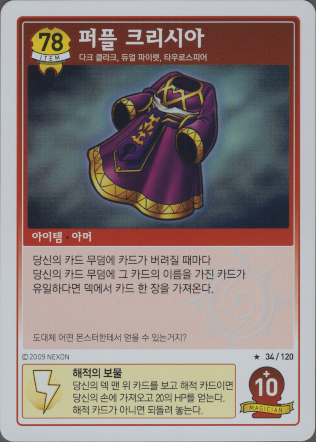 78
ITEM
퍼플 크리시아
다크 클라크, 듀얼 파이렛, 타우로스피어
아이템 · 아머
당신의 카드 무덤에 카드가 버려질 때마다
당신의 카드 무덤에 그 카드의 이름을 가진 카드가
유일하다면 덱에서 카드 한 장을 가져온다.
도대체 어떤 몬스터한테서 얻을 수 있는거지?
©2009 NEXON
★ 34/120
해적의 보물
당신의 덱 맨 위 카드를 보고 해적 카드이면
당신의 손에 가져오고 20의 HP를 얻는다.
해적 카드가 아니면 되돌려 놓는다.
+
10
MAGICIAN